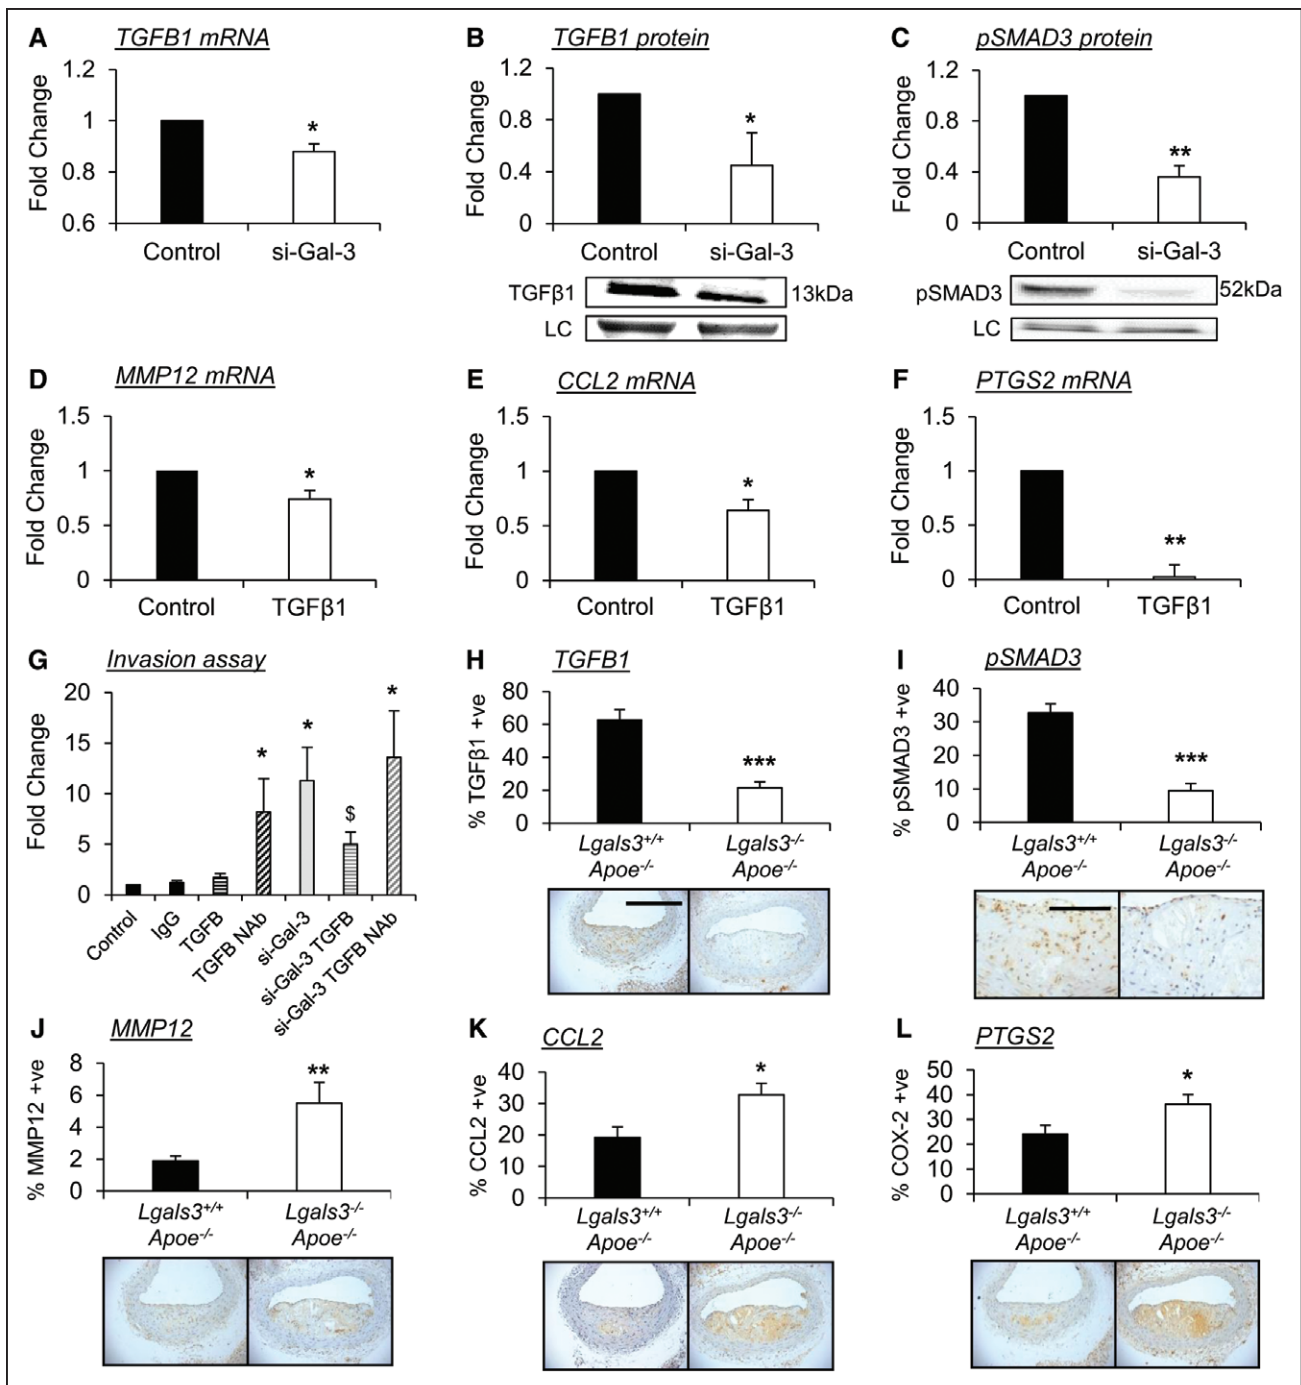 A TGFB1 mRNA
Fold Change
1.2
1
0.8
0.6
*
Control si-Gal-3
B TGFB1 protein
Fold Change
1.2
0.8
0.4
0
*
Control si-Gal-3
TGFβ1 13kDa
LC
C pSMAD3 protein
Fold Change
1.2
0.8
0.4
0
**
Control si-Gal-3
pSMAD3 52kDa
LC
D MMP12 mRNA
Fold Change
1.5
1
0.5
0
*
Control TGFβ1
E CCL2 mRNA
Fold Change
1.5
1
0.5
0
*
Control TGFβ1
F PTGS2 mRNA
Fold Change
1.5
1
0.5
0
**
Control TGFβ1
G Invasion assay
Fold Change
20
15
10
5
0
* * $ *
Control
IgG
TGFB
TGFB NAb
si-Gal-3
si-Gal-3 TGFB
si-Gal-3 TGFB NAb
H TGFB1
% TGFβ1 +ve
80
60
40
20
0
***
Lgals3+/+ Lgals3-/-
Apoe-/- Apoe-/-
I pSMAD3
% pSMAD3 +ve
40
30
20
10
0
***
Lgals3+/+ Lgals3-/-
Apoe-/- Apoe-/-
J MMP12
% MMP12 +ve
8
6
4
2
0
**
Lgals3+/+ Lgals3-/-
Apoe-/- Apoe-/-
K CCL2
% CCL2 +ve
40
30
20
10
0
*
Lgals3+/+ Lgals3-/-
Apoe-/- Apoe-/-
L PTGS2
% COX-2 +ve
50
40
30
20
10
0
*
Lgals3+/+ Lgals3-/-
Apoe-/- Apoe-/-